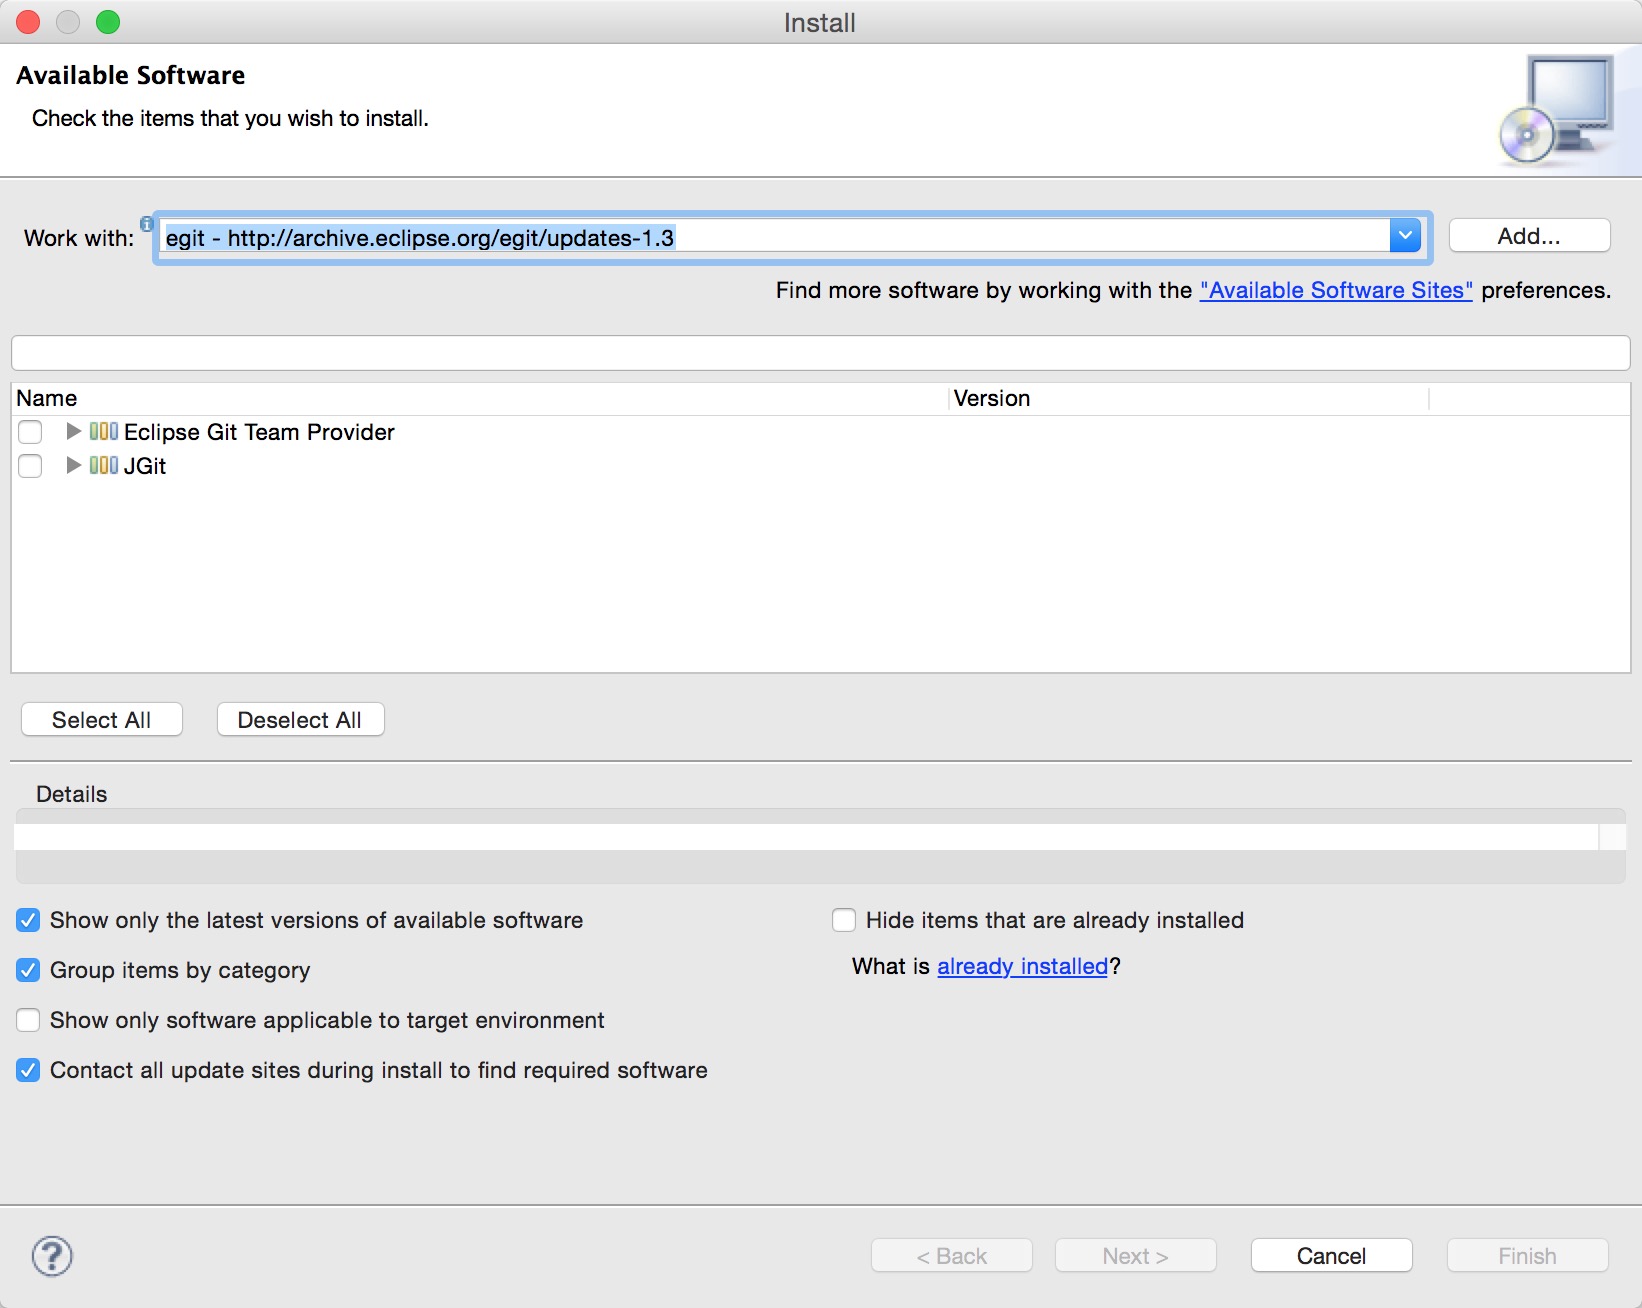 Install
Available Software
Check the items that you wish to install.
Work with: egit - http://archive.eclipse.org/egit/updates-1.3 Add...
Find more software by working with the "Available Software Sites" preferences.
Name Version
Eclipse Git Team Provider
JGit
Select All Deselect All
Details
Show only the latest versions of available software Hide items that are already installed
Group items by category What is already installed?
Show only software applicable to target environment
Contact all update sites during install to find required software
? < Back Next > Cancel Finish